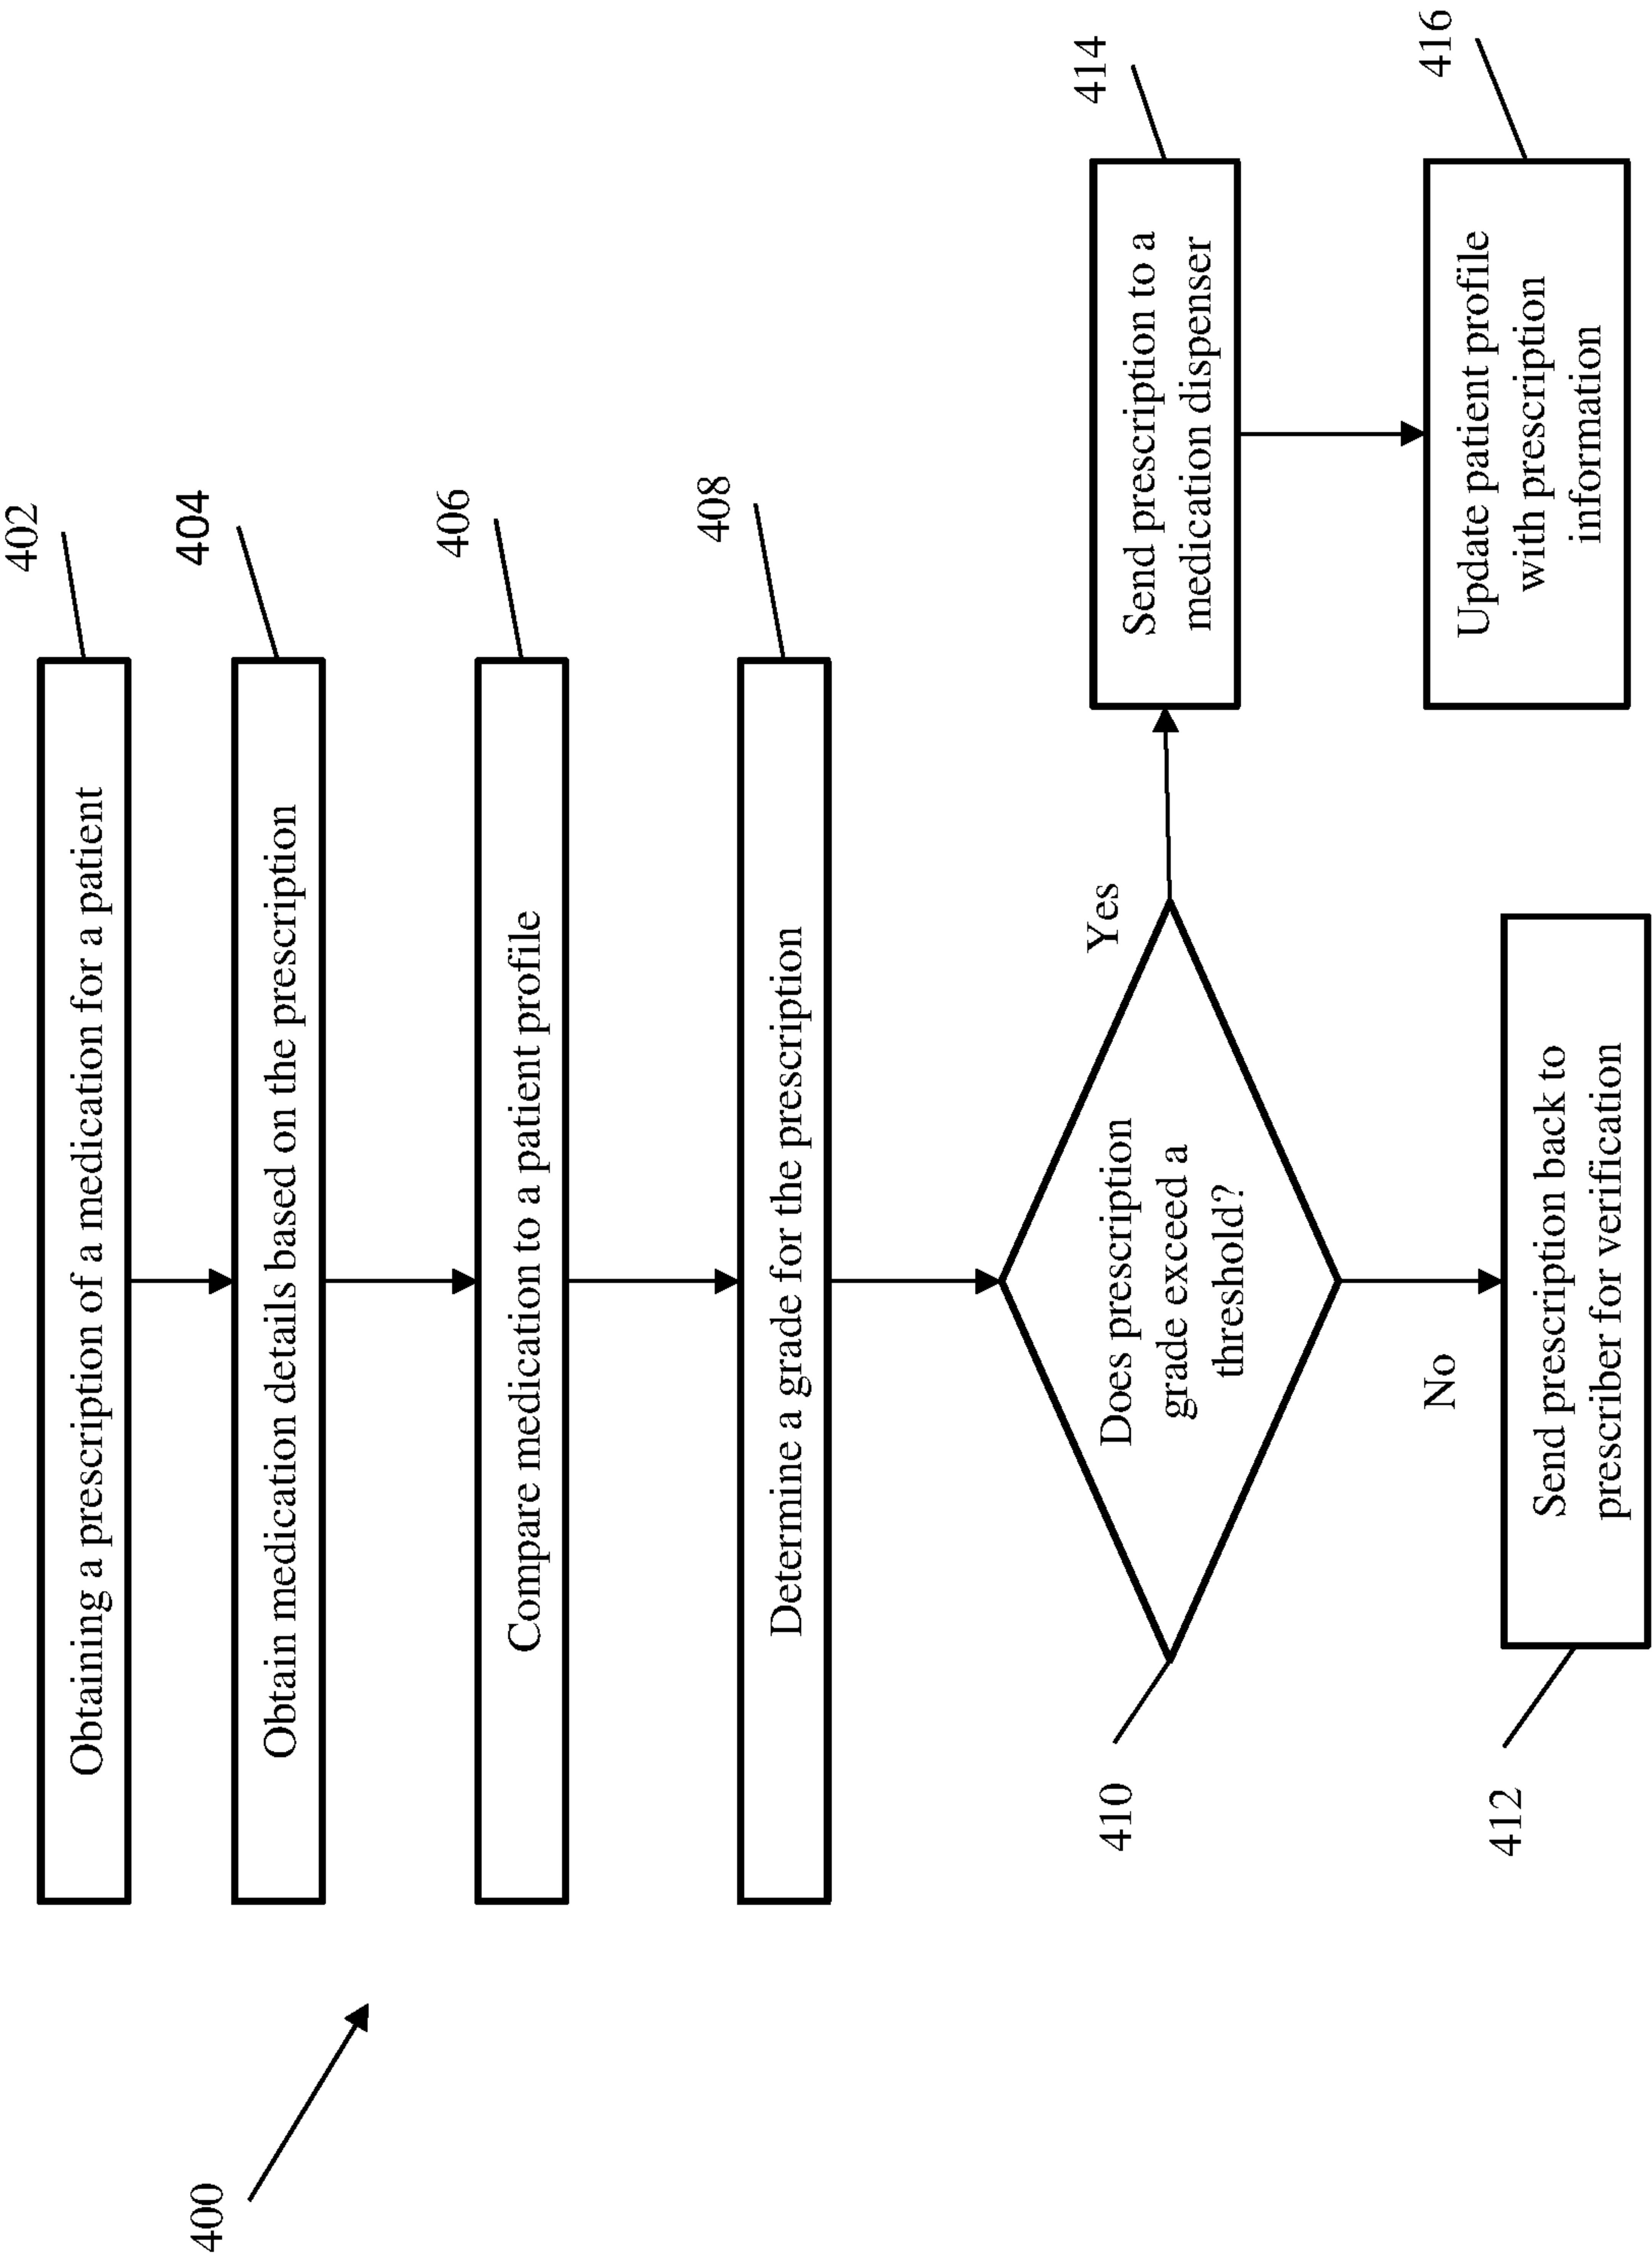 400
402
Obtaining a prescription of a medication for a patient
404
Obtain medication details based on the prescription
406
Compare medication to a patient profile
408
Determine a grade for the prescription
410
Does prescription
grade exceed a
threshold?
Yes
No
414
Send prescription to a
medication dispenser
416
Update patient profile
with prescription
information
412
Send prescription back to
prescriber for verification